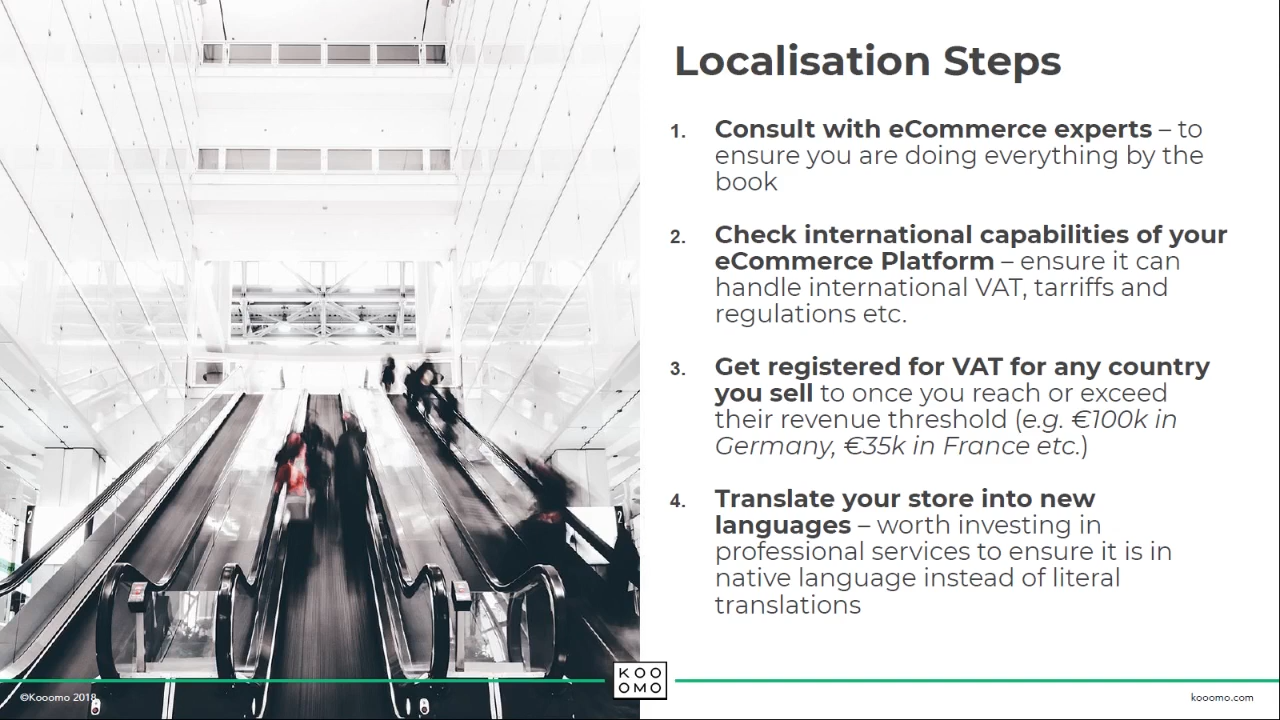 Localisation Steps
1. Consult with eCommerce experts – to
ensure you are doing everything by the
book
2. Check international capabilities of your
eCommerce Platform – ensure it can
handle international VAT, tarriffs and
regulations etc.
3. Get registered for VAT for any country
you sell to once you reach or exceed
their revenue threshold (e.g. €100k in
Germany, €35k in France etc.)
4. Translate your store into new
languages – worth investing in
professional services to ensure it is in
native language instead of literal
translations
2
2
©Kooomo 2018
KOO
OMO
kooomo.com